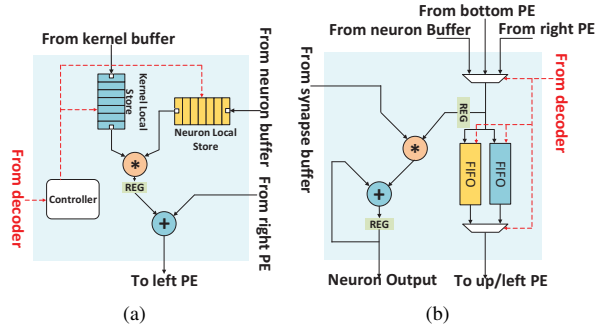 From kernel buffer
Kernel Local
Store
From neuron buffer
Neuron Local
Store
*
REG
From decoder
Controller
+
From right PE
To left PE
(a)
From bottom PE
From neuron Buffer
From right PE
From synapse buffer
From decoder
REG
*
FIFO
FIFO
+
REG
Neuron Output
To up/left PE
(b)